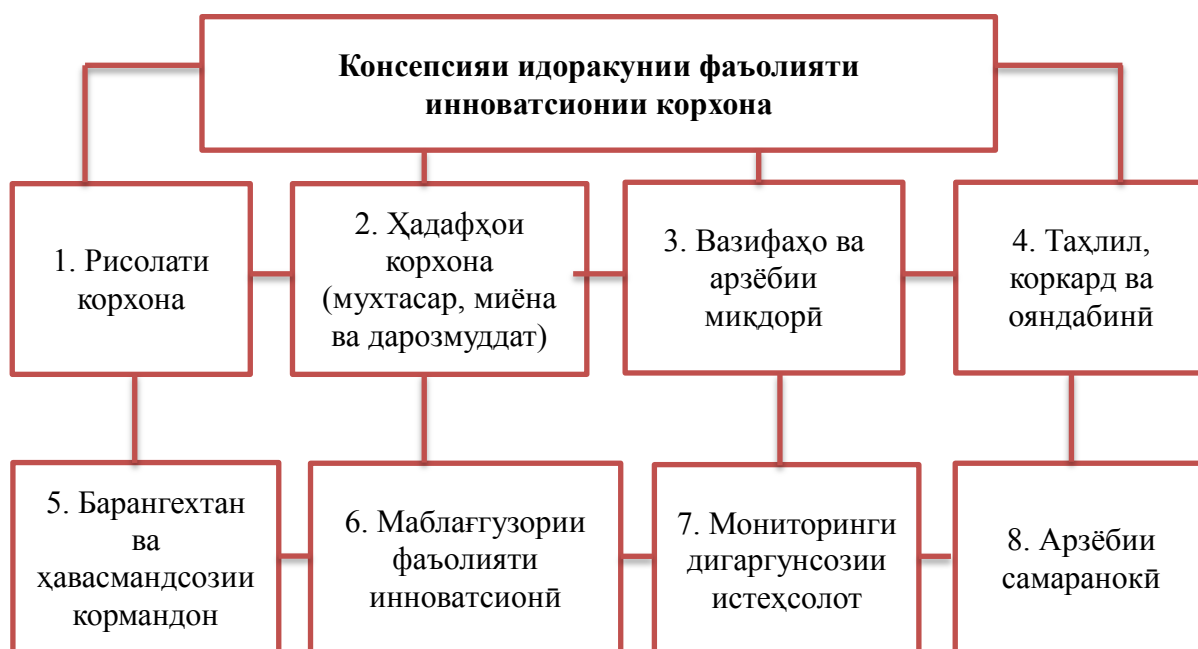 Консепсияи идоракунии фаъолияти
инноватсионии корхона
1. Рисолати
корхона
2. Ҳадафҳои
корхона
(мухтасар, миёна
ва дарозмуддат)
3. Вазифаҳо ва
арзёбии
миқдорӣ
4. Таҳлил,
коркард ва
ояндабинӣ
5. Барангехтан
ва
ҳавасмандсозии
кормандон
6. Маблағгузории
фаъолияти
инноватсионӣ
7. Мониторинги
дигаргунсозии
истеҳсолот
8. Арзёбии
самаранокӣ